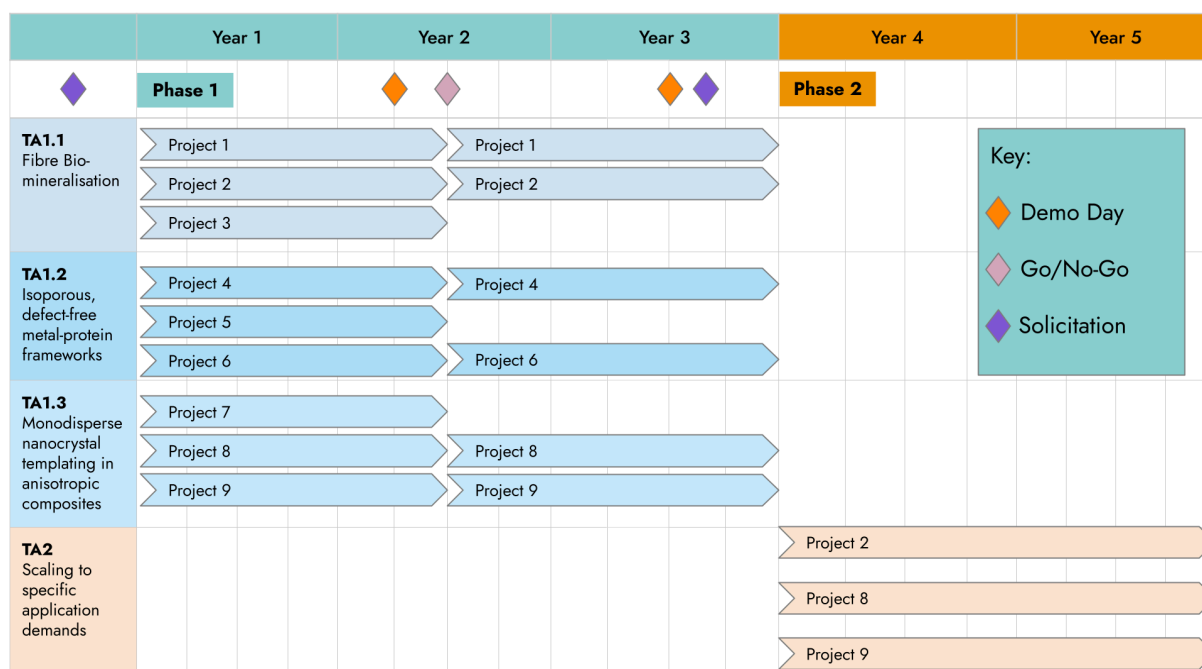 Year 1
Year 2
Year 3
Year 4
Year 5
Phase 1
Phase 2
TA1.1
Fibre Bio-
mineralisation
Project 1
Project 1
Project 2
Project 2
Project 3
Key:
Demo Day
Go/No-Go
Solicitation
TA1.2
Isoporous,
defect-free
metal-protein
frameworks
Project 4
Project 4
Project 5
Project 6
Project 6
TA1.3
Monodisperse
nanocrystal
templating in
anisotropic
composites
Project 7
Project 8
Project 8
Project 9
Project 9
TA2
Scaling to
specific
application
demands
Project 2
Project 8
Project 9